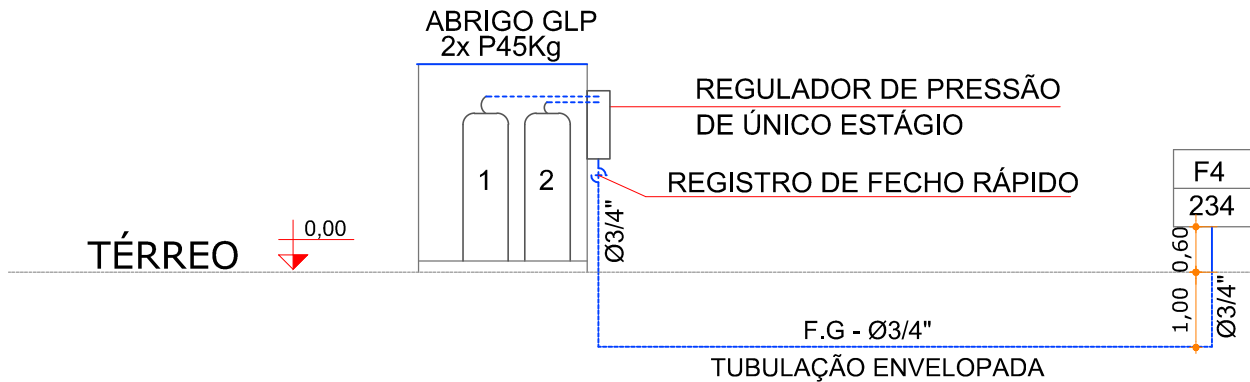 ABRIGO GLP
2x P45Kg
REGULADOR DE PRESSÃO
DE ÚNICO ESTÁGIO
1
2
REGISTRO DE FECHO RÁPIDO
F4
234
0,00
TÉRREO
Ø3/4"
0,60
1,00
Ø3/4"
F.G - Ø3/4"
TUBULAÇÃO ENVELOPADA